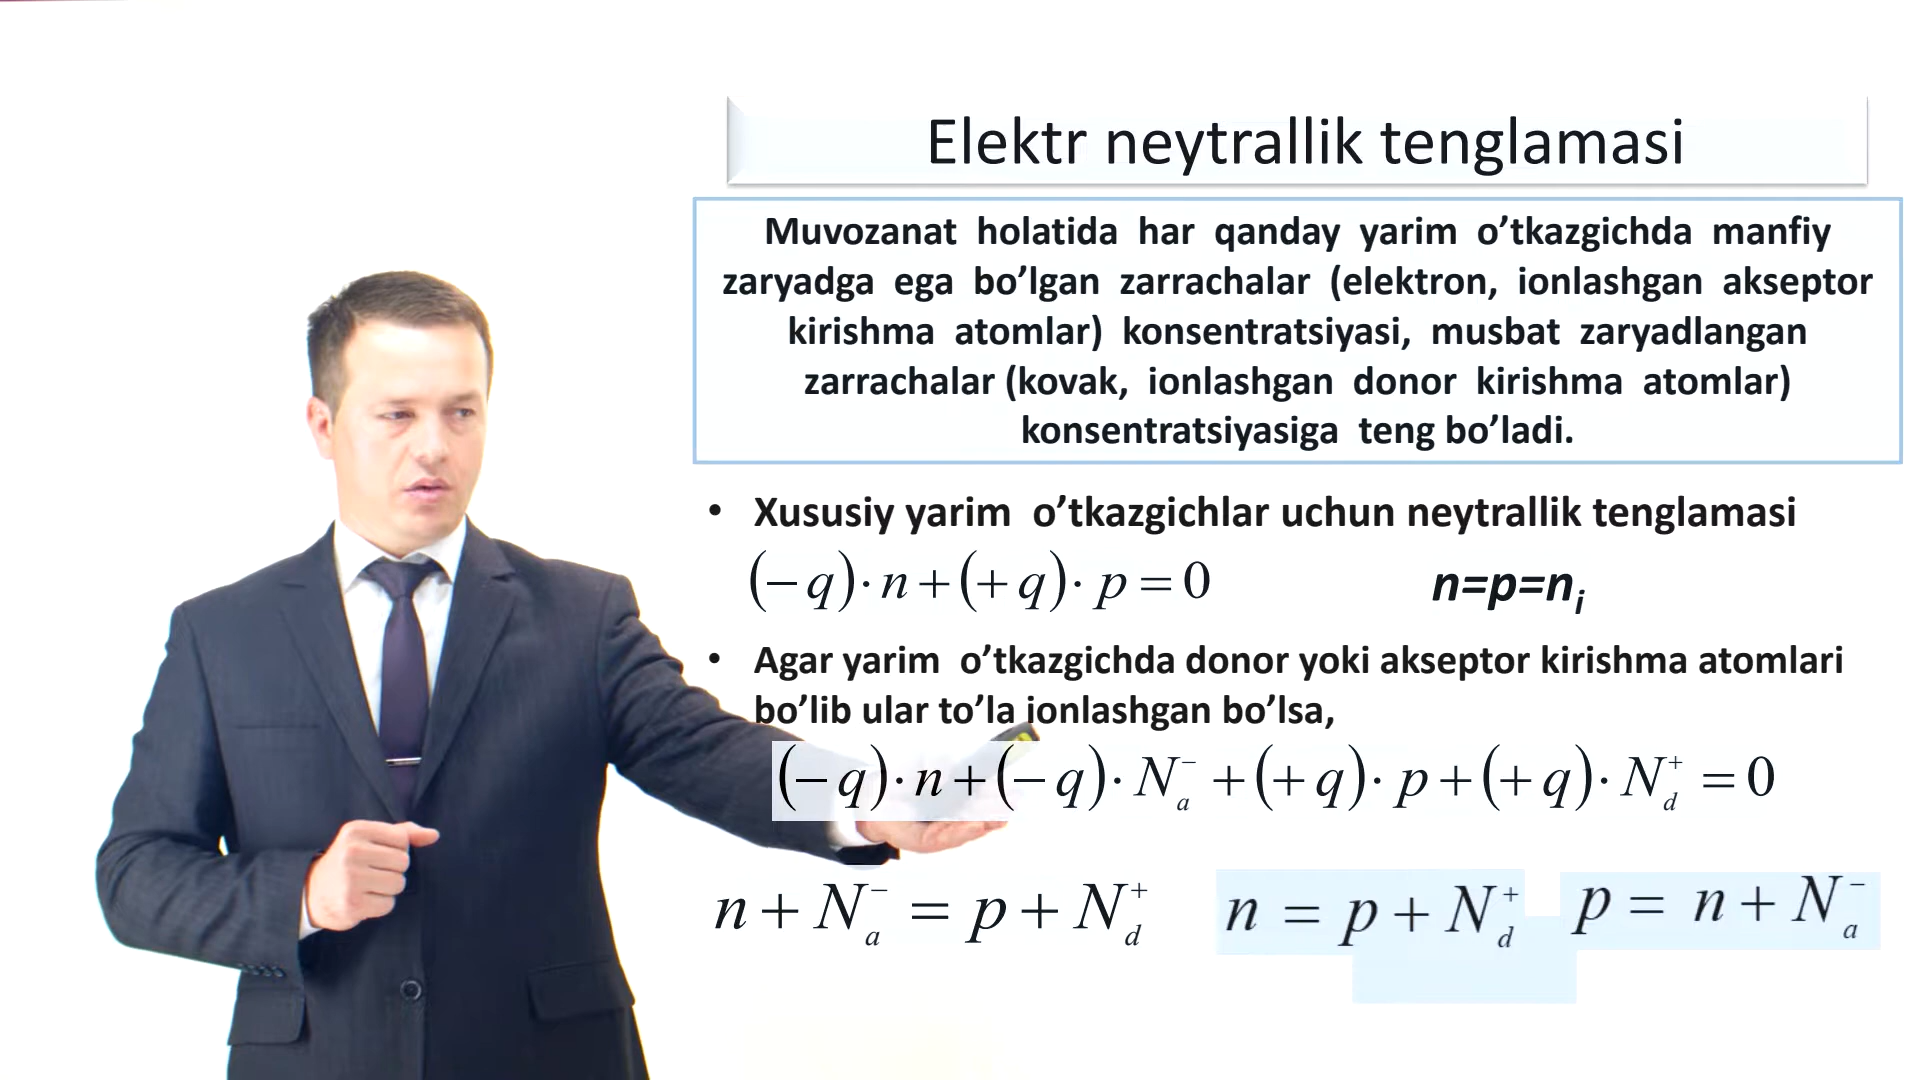 Elektr neytrallik tenglamasi
Muvozanat holatida har qanday yarim o’tkazgichda manfiy
zaryadga ega bo’lgan zarrachalar (elektron, ionlashgan akseptor
kirishma atomlar) konsentratsiyasi, musbat zaryadlangan
zarrachalar (kovak, ionlashgan donor kirishma atomlar)
konsentratsiyasiga teng bo’ladi.
• Xususiy yarim o’tkazgichlar uchun neytrallik tenglamasi
(−q)·n+(+q)·p=0 n=p=nᵢ
• Agar yarim o’tkazgichda donor yoki akseptor kirishma atomlari
bo’lib ular to’la ionlashgan bo’lsa,
(−q)·n+(−q)·Nₐ⁻+(+q)·p+(+q)·N_d⁺=0
n+Nₐ⁻=p+N_d⁺ n=p+N_d⁺ p=n+Nₐ⁻